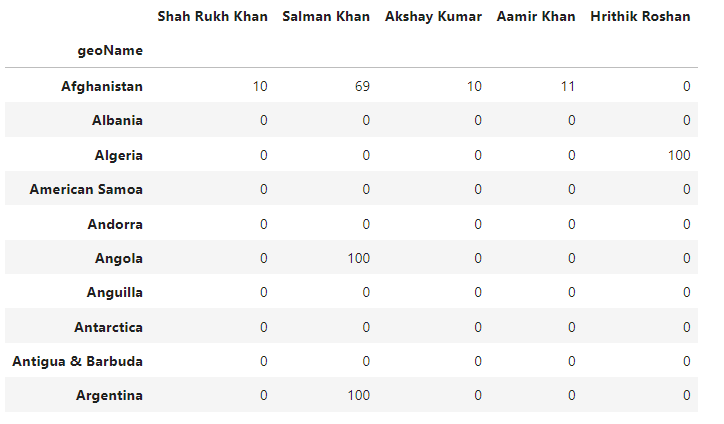 Shah Rukh Khan Salman Khan Akshay Kumar Aamir Khan Hrithik Roshan
geoName
Afghanistan 10 69 10 11 0
Albania 0 0 0 0 0
Algeria 0 0 0 0 100
American Samoa 0 0 0 0 0
Andorra 0 0 0 0 0
Angola 0 100 0 0 0
Anguilla 0 0 0 0 0
Antarctica 0 0 0 0 0
Antigua & Barbuda 0 0 0 0 0
Argentina 0 100 0 0 0